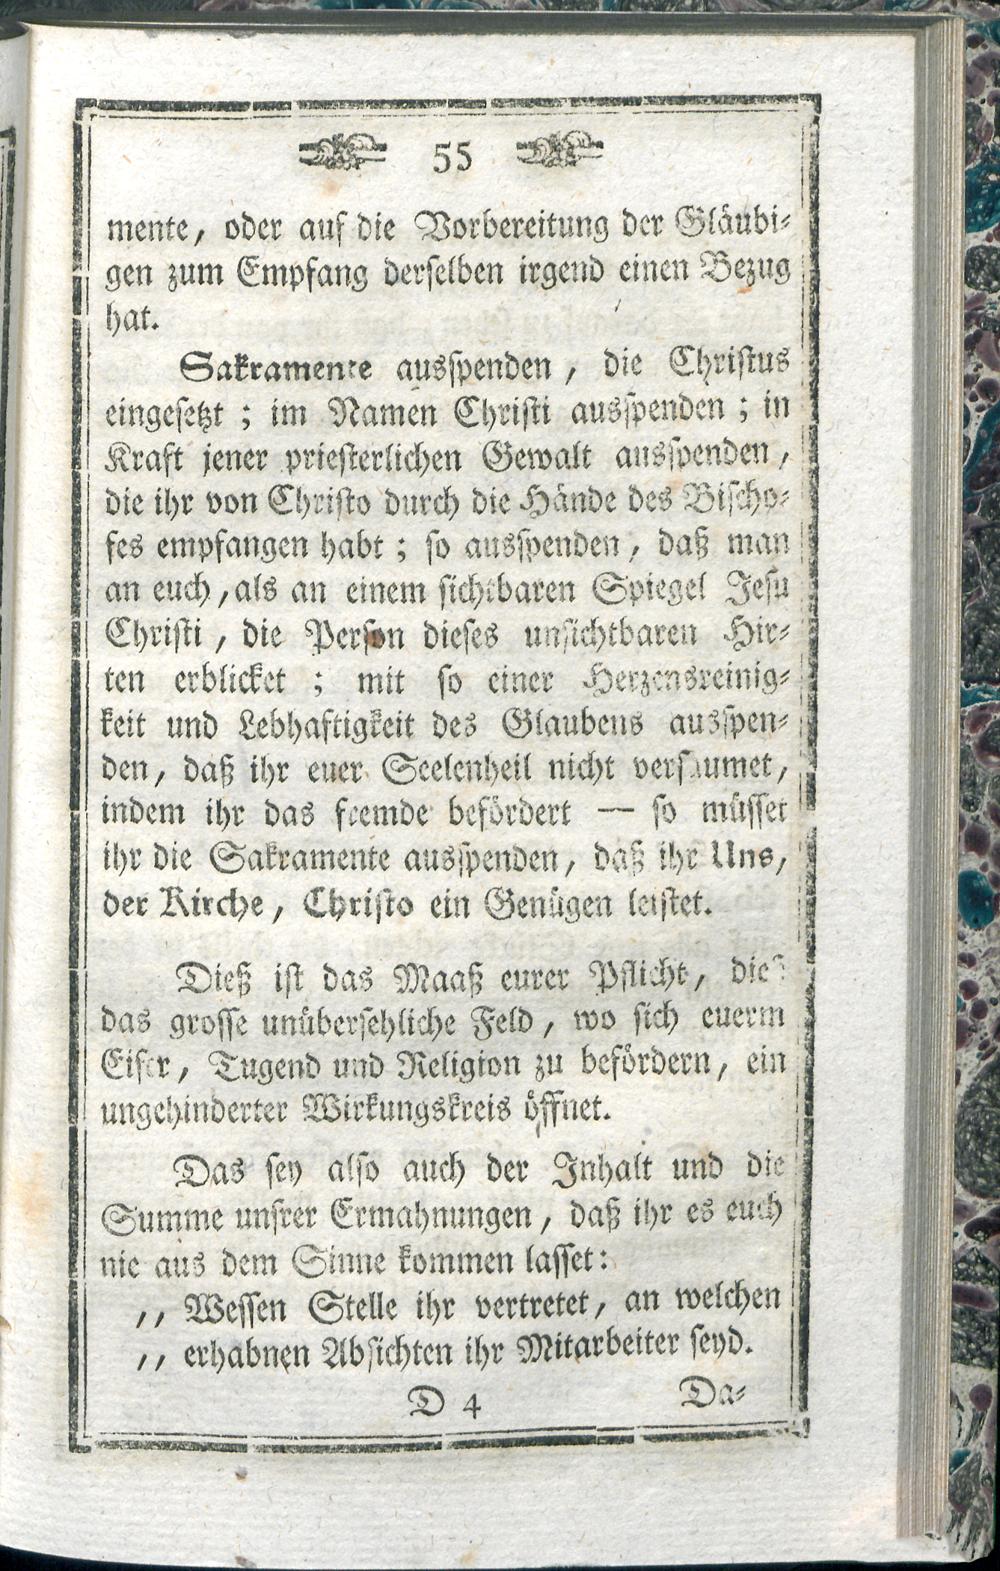 55
mente, oder auf die Vorbereitung der Gläubi⸗
gen zum Empfang derſelben irgend einen Bezug
hat.
Sakramente ausſpenden, die Chriſtus
eingeſetzt; im Namen Chriſti ausſpenden; in
Kraft jener prieſterlichen Gewalt ausſpenden,
die ihr von Chriſto durch die Hände des Biſcho⸗
fes empfangen habt; ſo ausſpenden, daß man
an euch, als an einem ſichtbaren Spiegel Jeſu
Chriſti, die Perſon dieſes unſichtbaren Hir⸗
ten erblicket; mit ſo einer Herzensreinig⸗
keit und Lebhaftigkeit des Glaubens ausſpen⸗
den, daß ihr euer Seelenheil nicht verſaumet,
indem ihr das fremde befördert — ſo müſſet
ihr die Sakramente ausſpenden, daß ihr Uns,
der Kirche, Chriſto ein Genügen leiſtet.
Dieß iſt das Maaß eurer Pflicht, dieß
das groſſe unüberſehliche Feld, wo ſich euerm
Eifer, Tugend und Religion zu befördern, ein
ungehinderter Wirkungskreis öffnet.
Das ſey alſo auch der Inhalt und die
Summe unſrer Ermahnungen, daß ihr es euch
nie aus dem Sinne kommen laſſet:
,, Weſſen Stelle ihr vertretet, an welchen
,, erhabnen Abſichten ihr Mitarbeiter ſeyd.
D 4 Da⸗